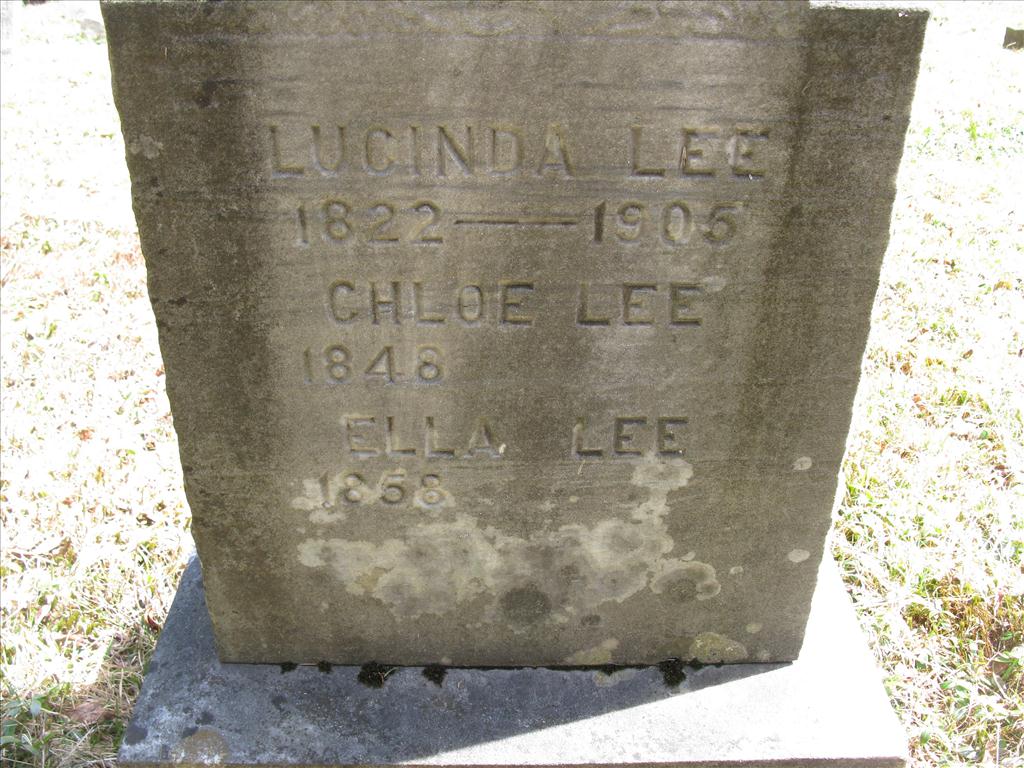 LUCINDA LEE
1822 — 1905
CHLOE LEE
1848
ELLA LEE
1858